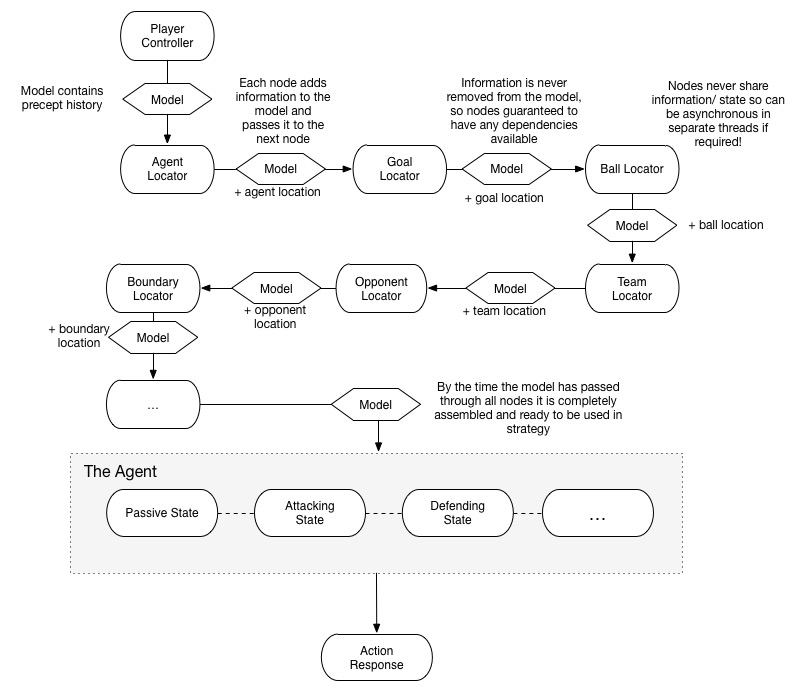 Player
Controller
Model contains
precept history
Model
Each node adds
information to the
model and
passes it to the
next node
Information is never
removed from the model,
so nodes guaranteed to
have any dependencies
available
Nodes never share
information/ state so can
be asynchronous in
separate threads if
required!
Agent
Locator
Model
+ agent location
Goal
Locator
Model
+ goal location
Ball Locator
Model
+ ball location
Team
Locator
Model
+ team location
Opponent
Locator
Model
+ opponent
location
Boundary
Locator
+ boundary
location
Model
...
Model
By the time the model has passed
through all nodes it is completely
assembled and ready to be used in
strategy
The Agent
Passive State
Attacking
State
Defending
State
...
Action
Response